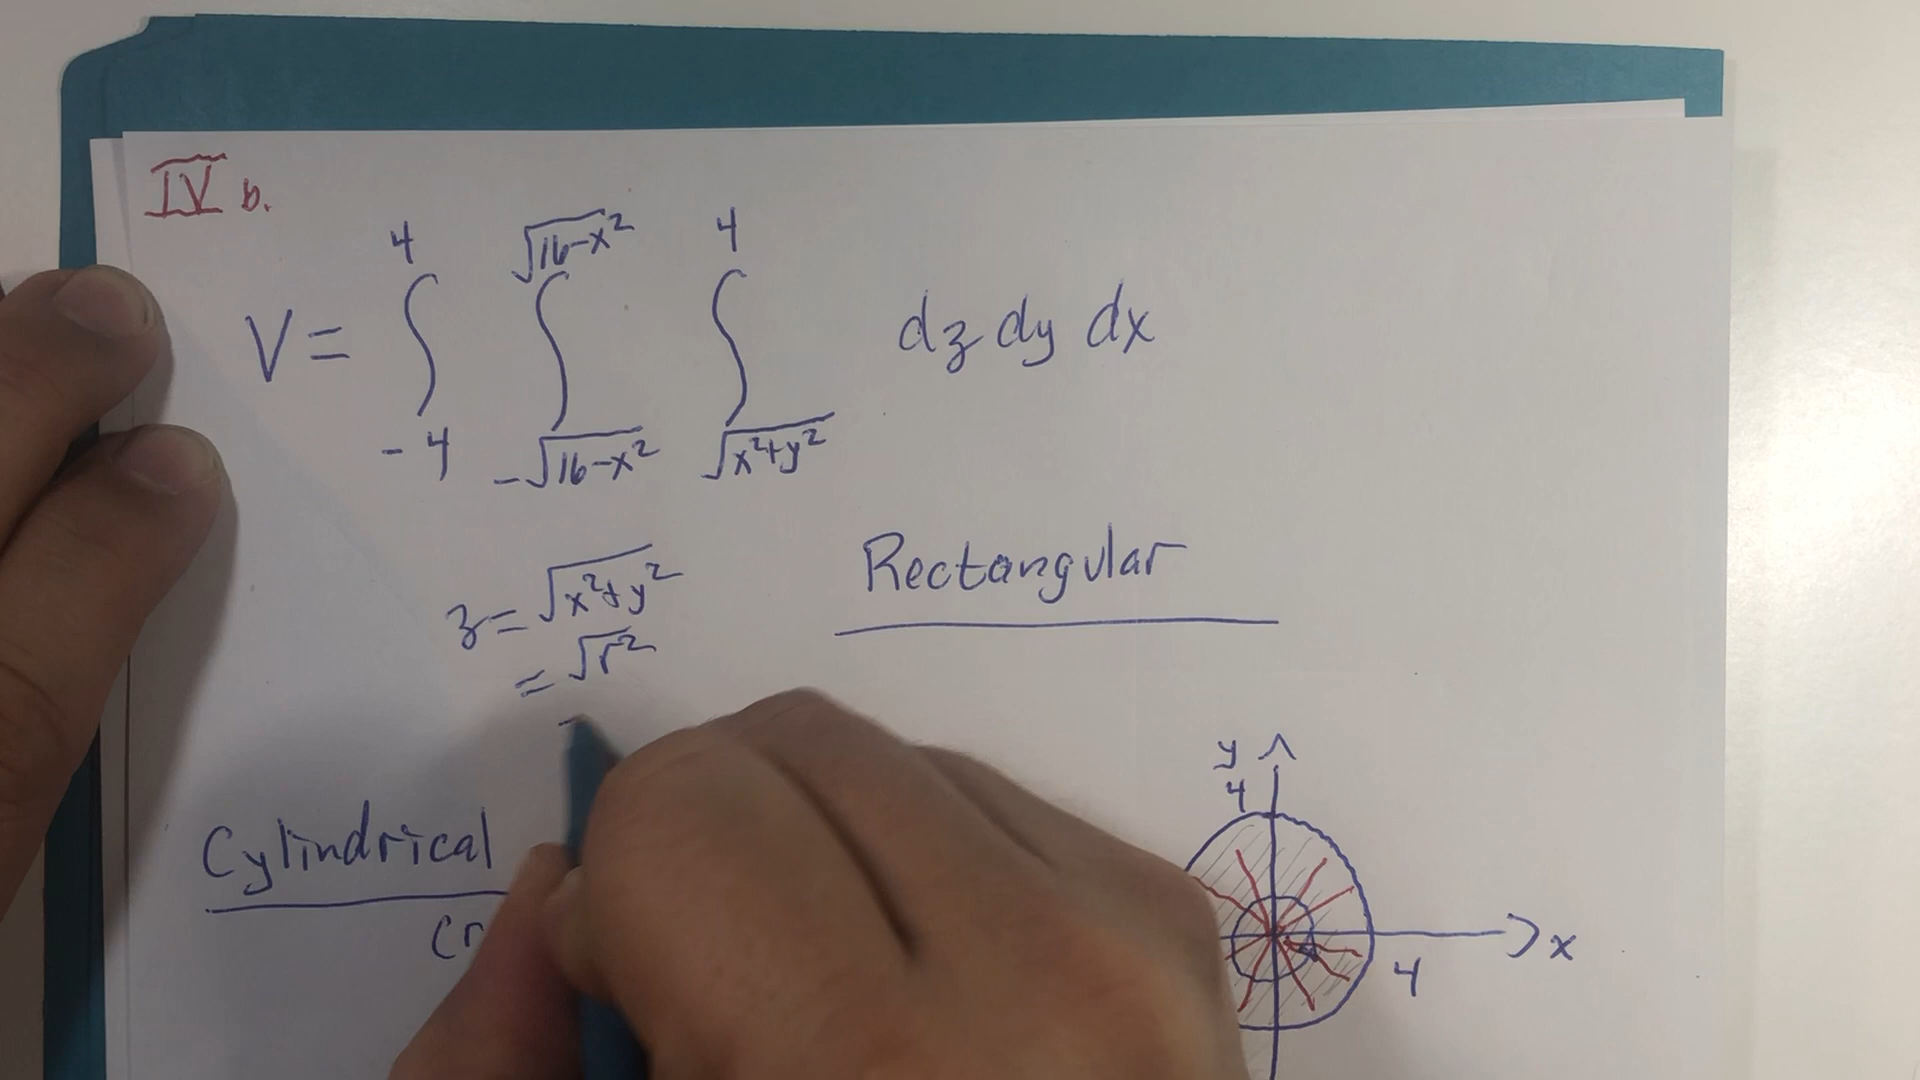 IV b.
V = ∫_{-4}^{4} ∫_{-√(16-x²)}^{√(16-x²)} ∫_{√(x²+y²)}^{4} dz dy dx
z = √(x²+y²)
= √(r²)
Rectangular
y
4
Cylindrical
(r
x
4